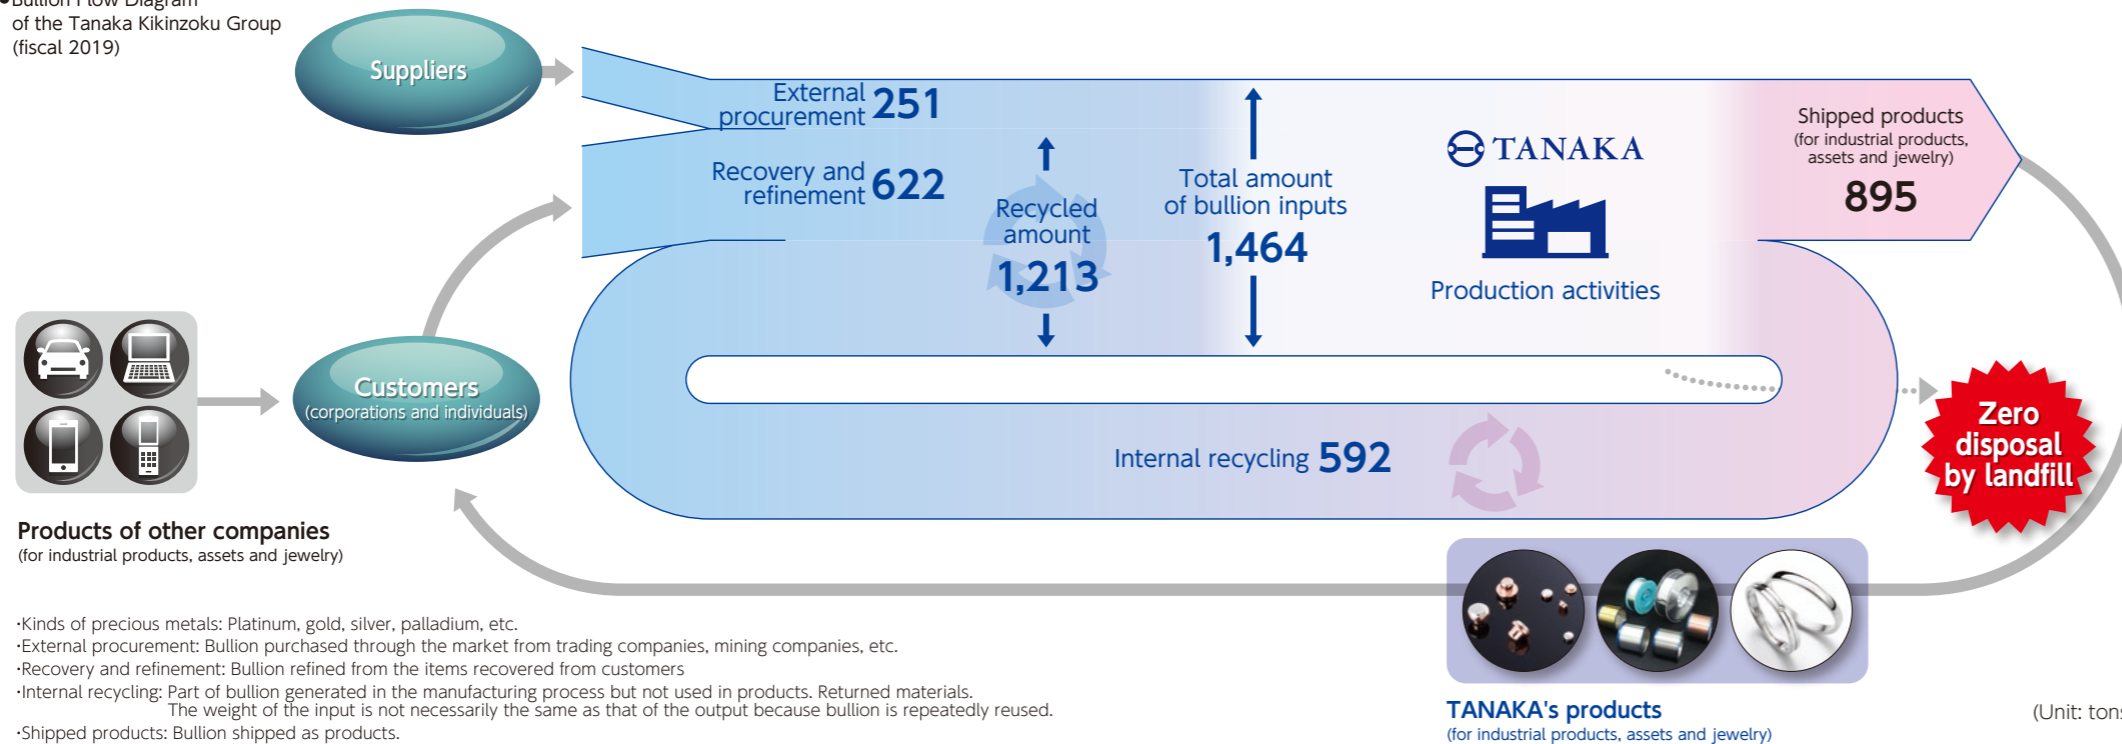 ●Bullion Flow Diagram
of the Tanaka Kikinzoku Group
(fiscal 2019)
Suppliers
External
procurement 251
Recovery and
refinement 622
Recycled
amount
1,213
Total amount
of bullion inputs
1,464
TANAKA
Production activities
Shipped products
(for industrial products,
assets and jewelry)
895
Customers
(corporations and individuals)
Internal recycling 592
Zero
disposal
by landfill
Products of other companies
(for industrial products, assets and jewelry)
·Kinds of precious metals: Platinum, gold, silver, palladium, etc.
·External procurement: Bullion purchased through the market from trading companies, mining companies, etc.
·Recovery and refinement: Bullion refined from the items recovered from customers
·Internal recycling: Part of bullion generated in the manufacturing process but not used in products. Returned materials.
The weight of the input is not necessarily the same as that of the output because bullion is repeatedly reused.
·Shipped products: Bullion shipped as products.
TANAKA's products
(for industrial products, assets and jewelry)
(Unit: tons